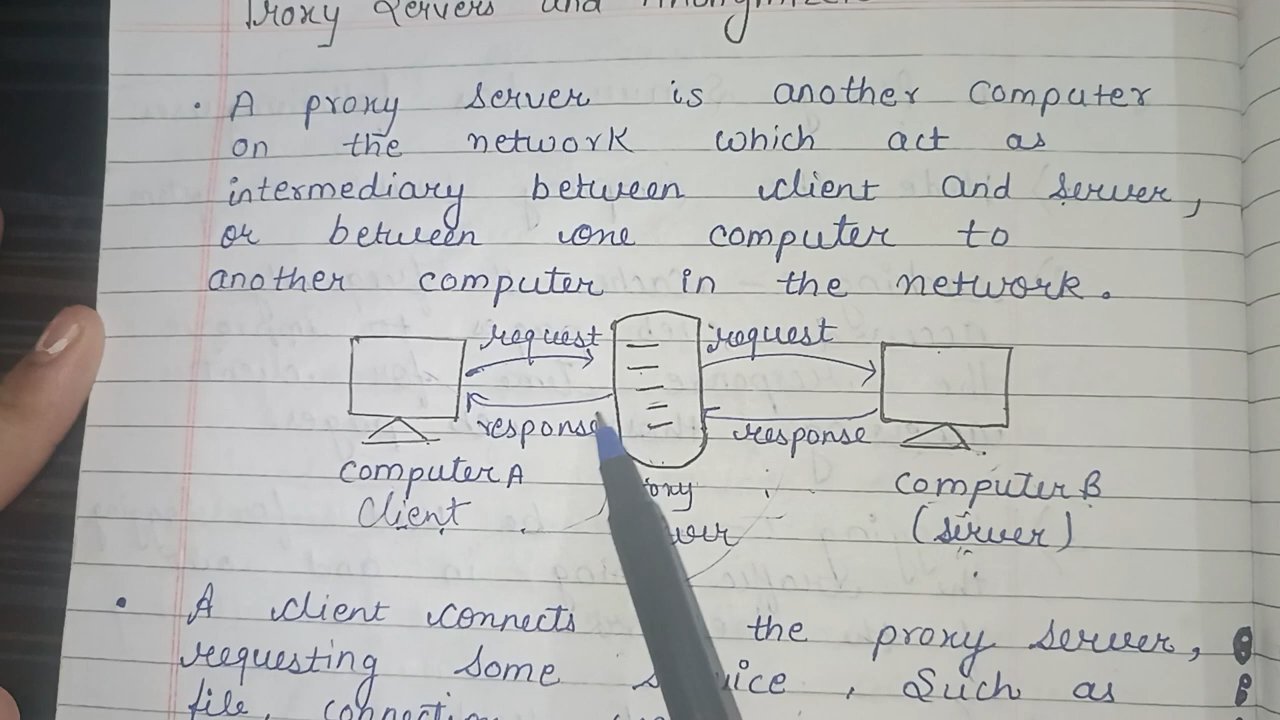 Proxy Servers and
• A proxy server is another computer
on the network which act as
intermediary between client and server,
or between one computer to
another computer in the network.
request request
response response
Computer A
Client
Computer B
(server)
• A client connects the proxy server,
requesting some , Such as
file,